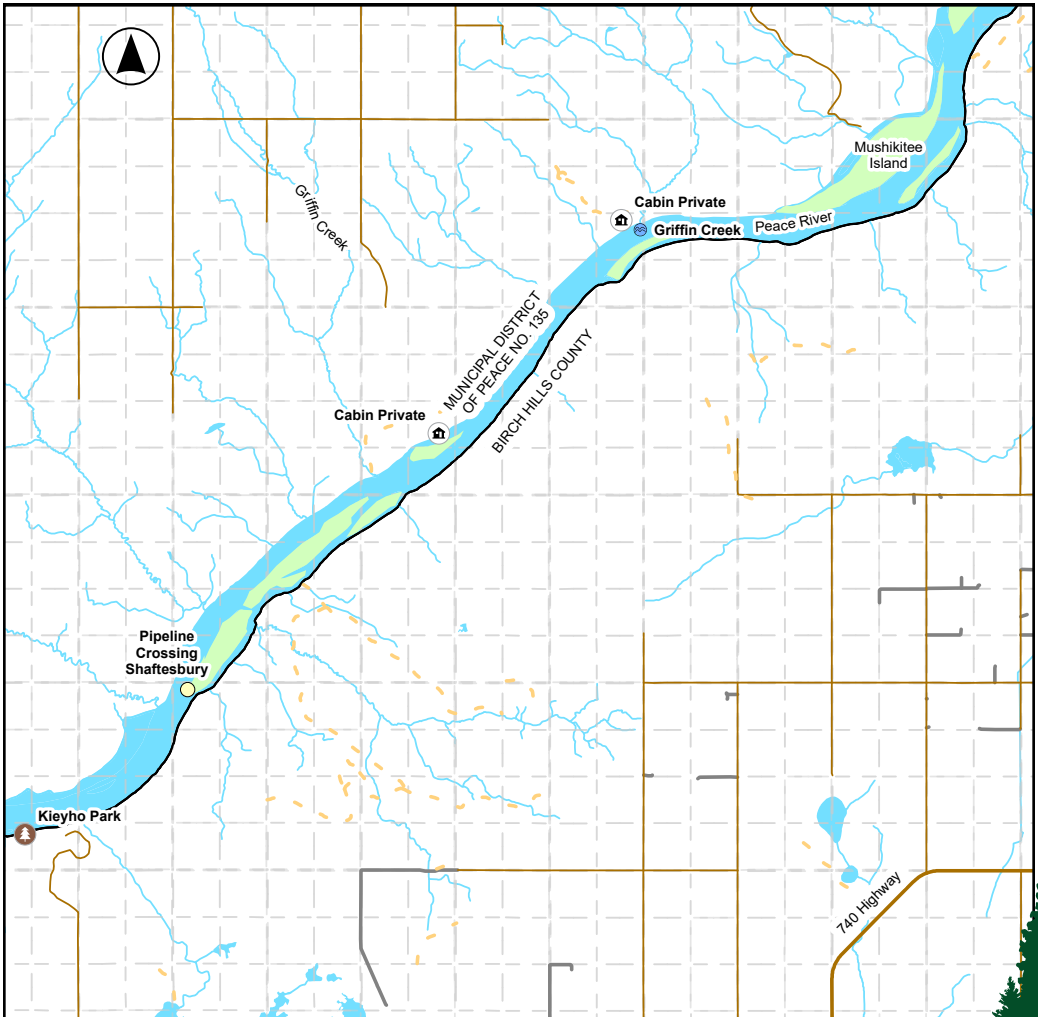 Mushikitee
Island
Griffin Creek
Cabin Private
Griffin Creek
Peace River
MUNICIPAL DISTRICT
OF PEACE NO. 135
BIRCH HILLS COUNTY
Cabin Private
Pipeline
Crossing
Shaftesbury
Kieyho Park
740 Highway